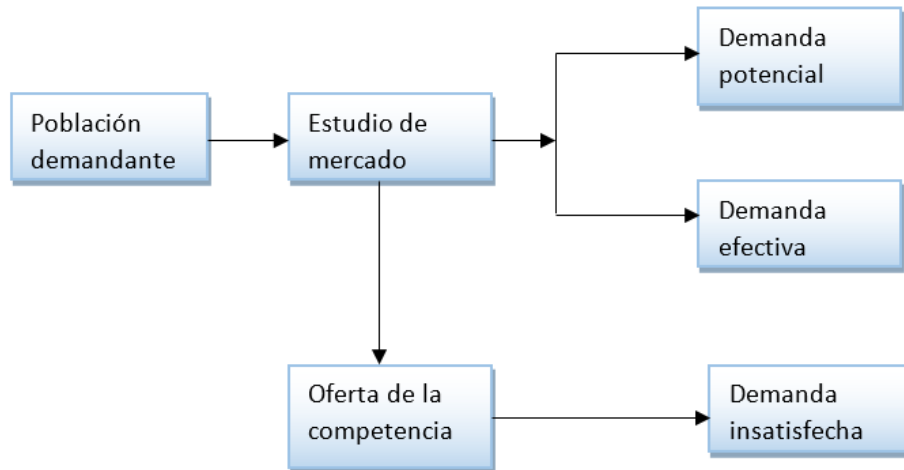 Demanda
potencial
Población
demandante
Estudio de
mercado
Demanda
efectiva
Oferta de la
competencia
Demanda
insatisfecha